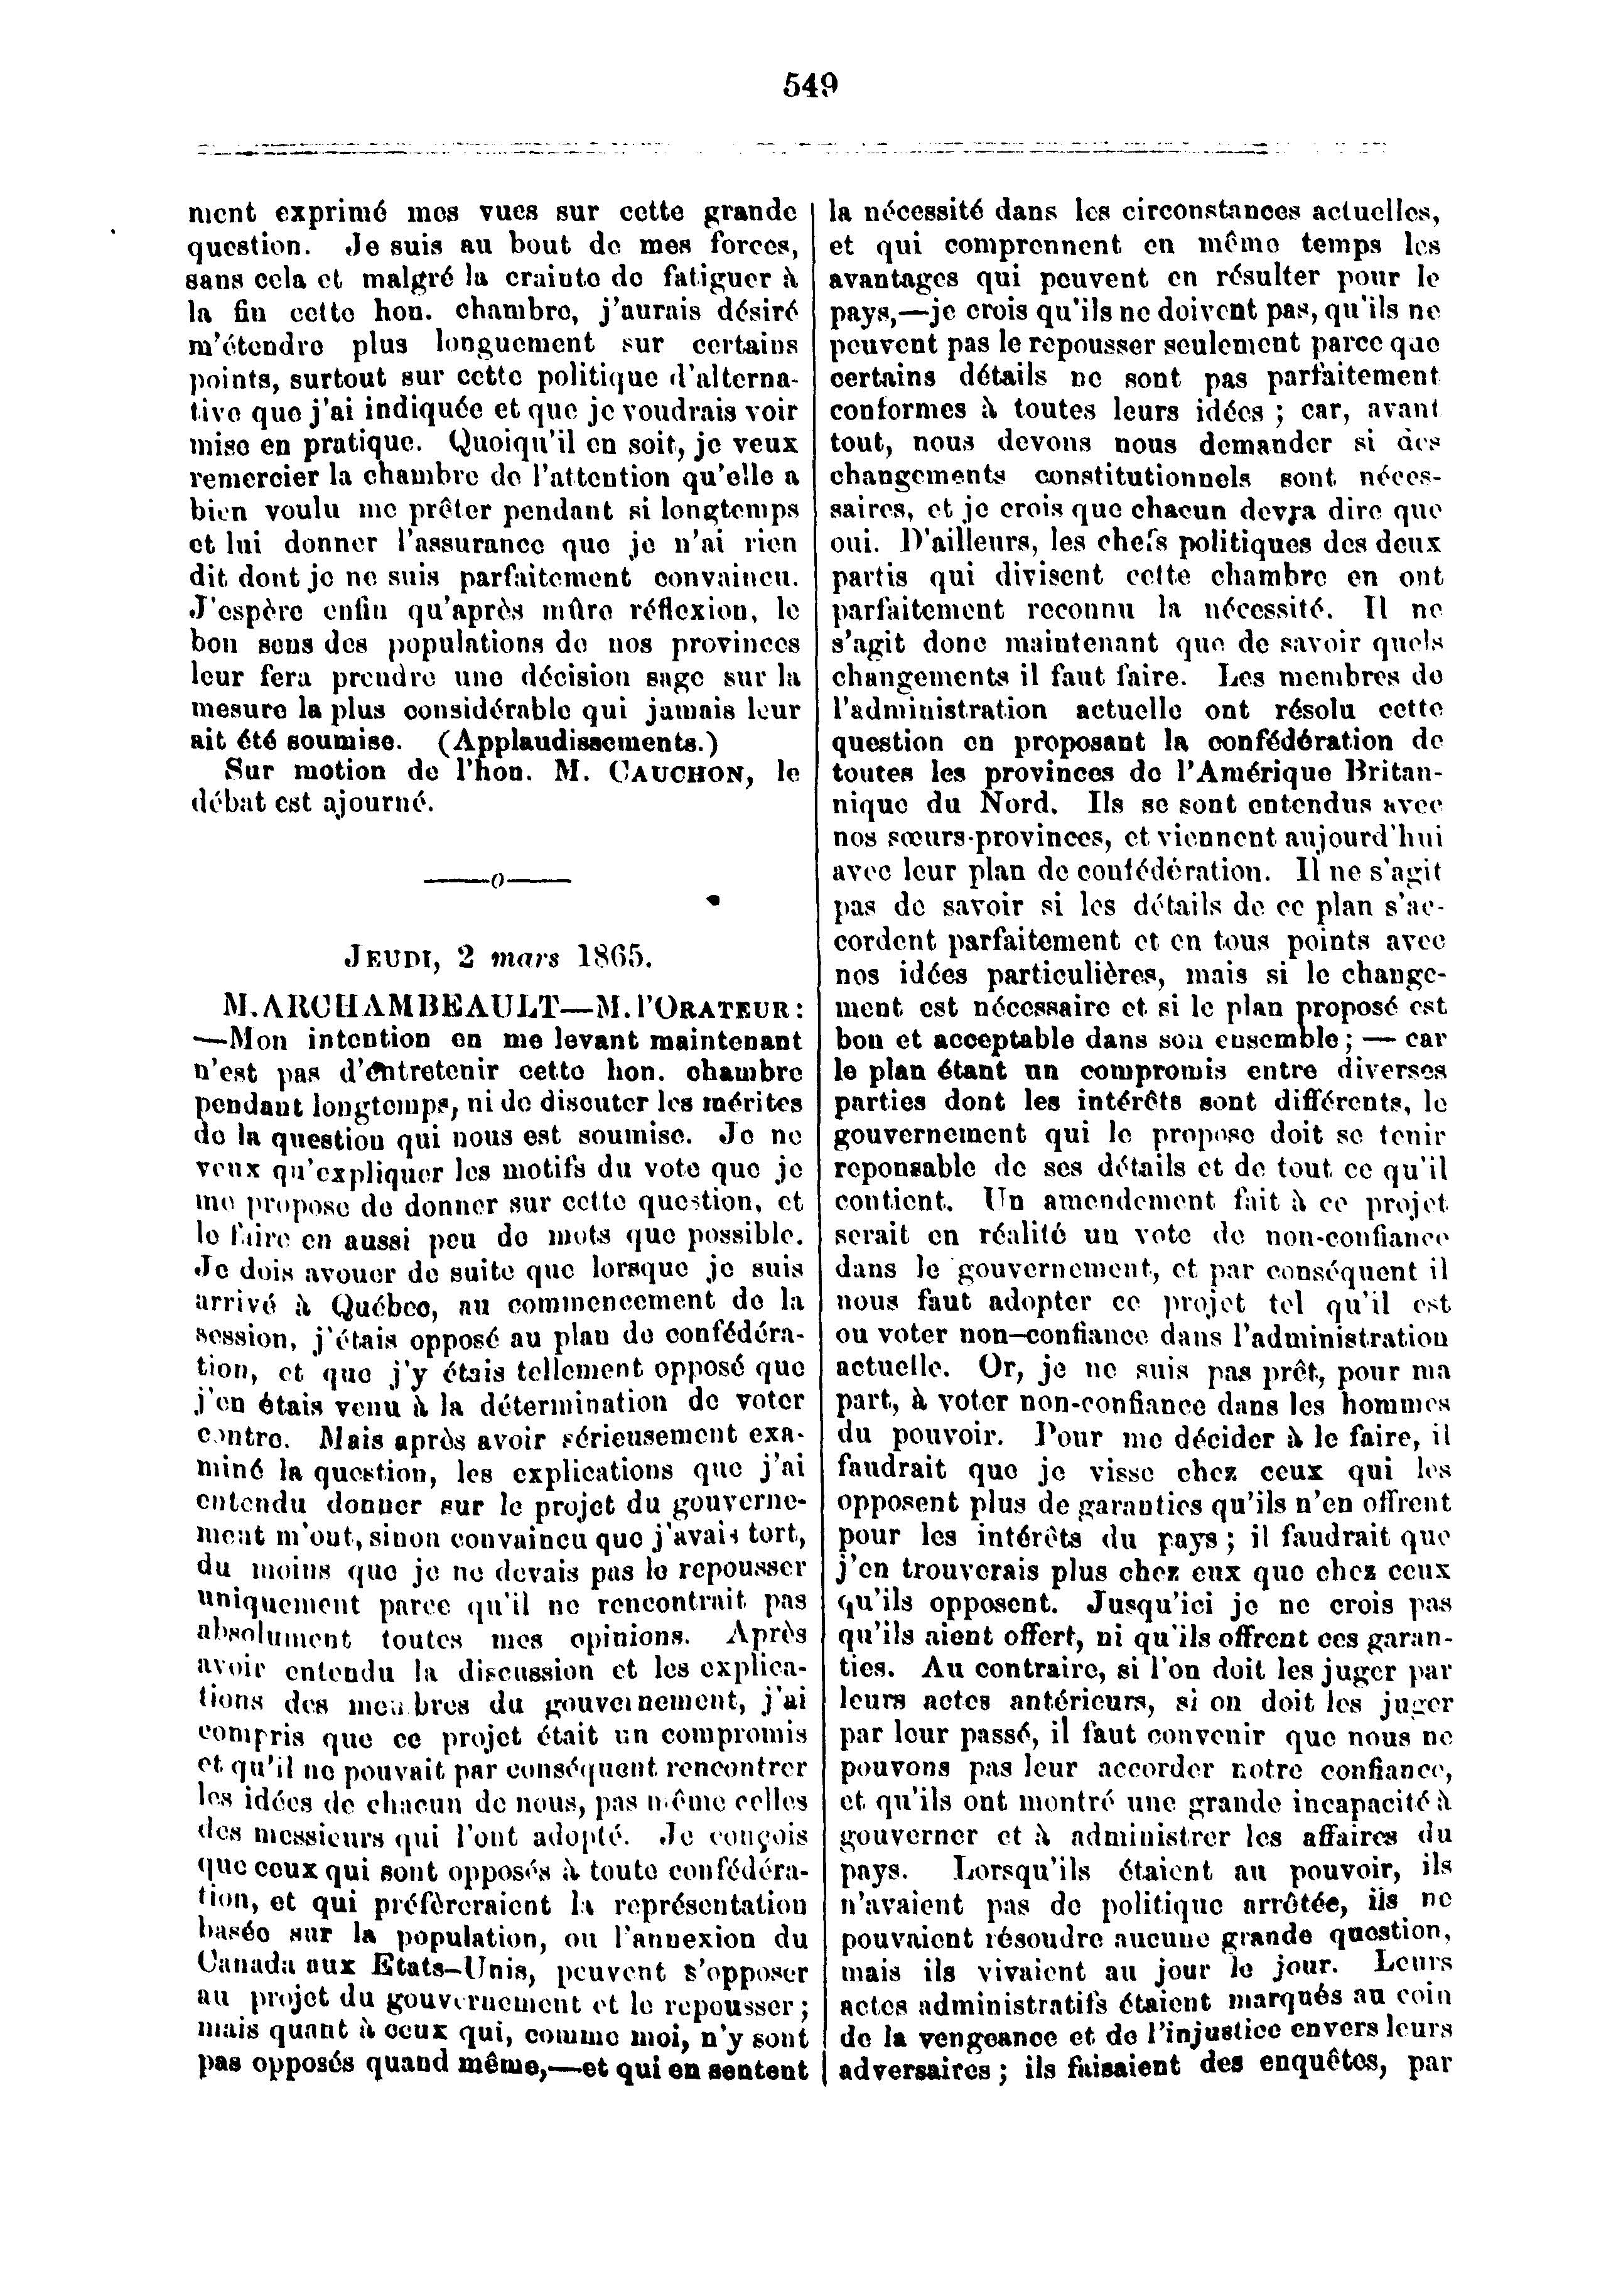 549
ment exprimé mes vues sur cette grande
question. Je suis au bout de mes forces,
sans cela et malgré la crainte de fatiguer à
la fin cette hon. chambre, j'aurais désiré
m'étendre plus longuement sur certains
points, surtout sur cette politique d'alterna-
tive que j'ai indiquée et que je voudrais voir
mise en pratique. Quoiqu'il en soit, je veux
remercier la chambre de l'attention qu'elle a
bien voulu me prêter pendant si longtemps
et lui donner l'assurance que je n'ai rien
dit dont je ne suis parfaitement convaincu.
J'espère enfin qu'après mûre réflexion, le
bon sens des populations de nos provinces
leur fera prendre une décision sage sur la
mesure la plus considérable qui jamais leur
ait été soumise. (Applaudissements.)
Sur motion de l'hon. M. CAUCHON, le
débat est ajourné.
——o——
JEUDI, 2 mars 1865.
M. ARCHAMBEAULT—M. l'ORATEUR:
—Mon intention en me levant maintenant
n'est pas d'entretenir cette hon. chambre
pendant longtemps, ni de discuter les mérites
de la question qui nous est soumise. Je ne
veux qu'expliquer les motifs du vote que je
me propose de donner sur cette question, et
le faire en aussi peu de mots que possible.
Je dois avouer de suite que lorsque je suis
arrivé à Québec, au commencement de la
session, j'étais opposé au plan de confédéra-
tion, et que j'y étais tellement opposé que
j'en étais venu à la détermination de voter
contre. Mais après avoir sérieusement exa-
miné la question, les explications que j'ai
entendu donner sur le projet du gouverne-
ment m'ont, sinon convaincu que j'avais tort,
du moins que je ne devais pas le repousser
uniquement parce qu'il ne rencontrait pas
absolument toutes mes opinions. Après
avoir entendu la discussion et les explica-
tions des membres du gouvernement, j'ai
compris que ce projet était un compromis
et qu'il ne pouvait par conséquent rencontrer
les idées de chacun de nous, pas même celles
des messieurs qui l'ont adopté. Je conçois
que ceux qui sont opposés à toute confédéra-
tion, et qui préfèreraient la représentation
basée sur la population, ou l'annexion du
Canada aux Etats-Unis, peuvent s'opposer
au projet du gouvernement et le repousser;
mais quant à ceux qui, comme moi, n'y sont
pas opposés quand même,—et qui en sentent
la nécessité dans les circonstances actuelles,
et qui comprennent en même temps les
avantages qui peuvent en résulter pour le
pays,—je crois qu'ils ne doivent pas, qu'ils ne
peuvent pas le repousser seulement parce que
certains détails ne sont pas parfaitement
conformes à toutes leurs idées ; car, avant
tout, nous devons nous demander si des
changements constitutionnels sont néces-
saires, et je crois que chacun devra dire que
oui. D'ailleurs, les chefs politiques des deux
partis qui divisent cette chambre en ont
parfaitement reconnu la nécessité. Il ne
s'agit donc maintenant que de savoir quels
changements il faut faire. Les membres de
l'administration actuelle ont résolu cette
question en proposant la confédération de
toutes les provinces de l'Amérique Britan-
nique du Nord. Ils se sont entendus avec
nos sœurs-provinces, et viennent aujourd'hui
avec leur plan de confédération. Il ne s'agit
pas de savoir si les détails de ce plan s'ac-
cordent parfaitement et en tous points avec
nos idées particulières, mais si le change-
ment est nécessaire et si le plan proposé est
bon et acceptable dans son ensemble ; — car
le plan étant un compromis entre diverses
parties dont les intérêts sont différents, le
gouvernement qui le propose doit se tenir
reponsable de ses détails et de tout ce qu'il
contient. Un amendement fait à ce projet
serait en réalité un vote de non-confiance
dans le gouvernement, et par conséquent il
nous faut adopter ce projet tel qu'il est
ou voter non-confiance dans l'administration
actuelle. Or, je ne suis pas prêt, pour ma
part, à voter non-confiance dans les hommes
du pouvoir. Pour me décider à le faire, il
faudrait que je visse chez ceux qui les
opposent plus de garanties qu'ils n'en offrent
pour les intérêts du pays ; il faudrait que
j'en trouverais plus chez eux que chez ceux
qu'ils opposent. Jusqu'ici je ne crois pas
qu'ils aient offert, ni qu'ils offrent ces garan-
ties. Au contraire, si l'on doit les juger par
leurs actes antérieurs, si on doit les juger
par leur passé, il faut convenir que nous ne
pouvons pas leur accorder notre confiance,
et qu'ils ont montré une grande incapacité à
gouverner et à administrer les affaires du
pays. Lorsqu'ils étaient au pouvoir, ils
n'avaient pas de politique arrêtée, ils ne
pouvaient résoudre aucune grande question,
mais ils vivaient au jour le jour. Leurs
actes administratifs étaient marqués au coin
de la vengeance et de l'injustice envers leurs
adversaires ; ils faisaient des enquêtes, par